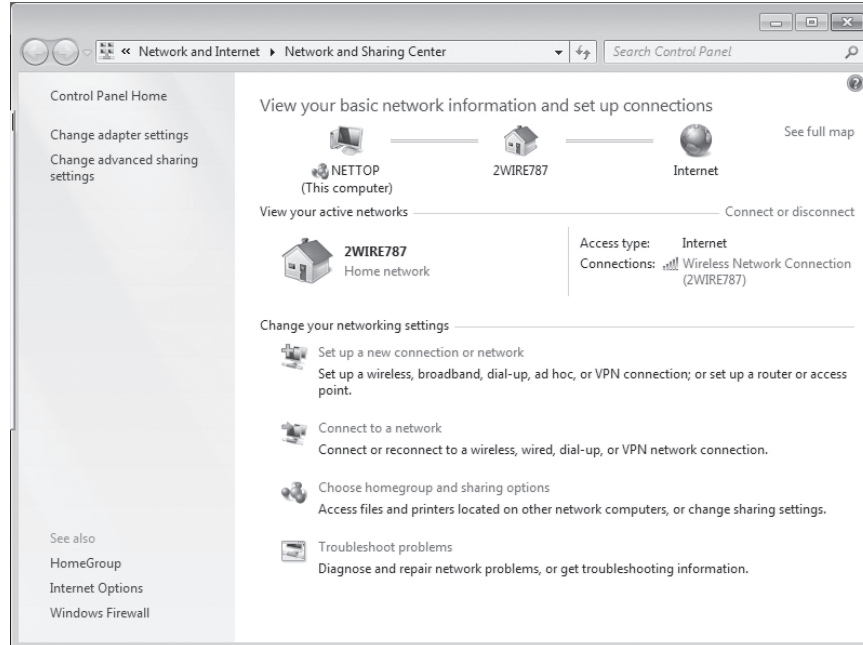 « Network and Internet ▸ Network and Sharing Center
Search Control Panel
Control Panel Home
Change adapter settings
Change advanced sharing
settings
See also
HomeGroup
Internet Options
Windows Firewall
View your basic network information and set up connections
See full map
NETTOP
(This computer)
2WIRE787
Internet
View your active networks
Connect or disconnect
2WIRE787
Home network
Access type: Internet
Connections: Wireless Network Connection
(2WIRE787)
Change your networking settings
Set up a new connection or network
Set up a wireless, broadband, dial-up, ad hoc, or VPN connection; or set up a router or access
point.
Connect to a network
Connect or reconnect to a wireless, wired, dial-up, or VPN network connection.
Choose homegroup and sharing options
Access files and printers located on other network computers, or change sharing settings.
Troubleshoot problems
Diagnose and repair network problems, or get troubleshooting information.